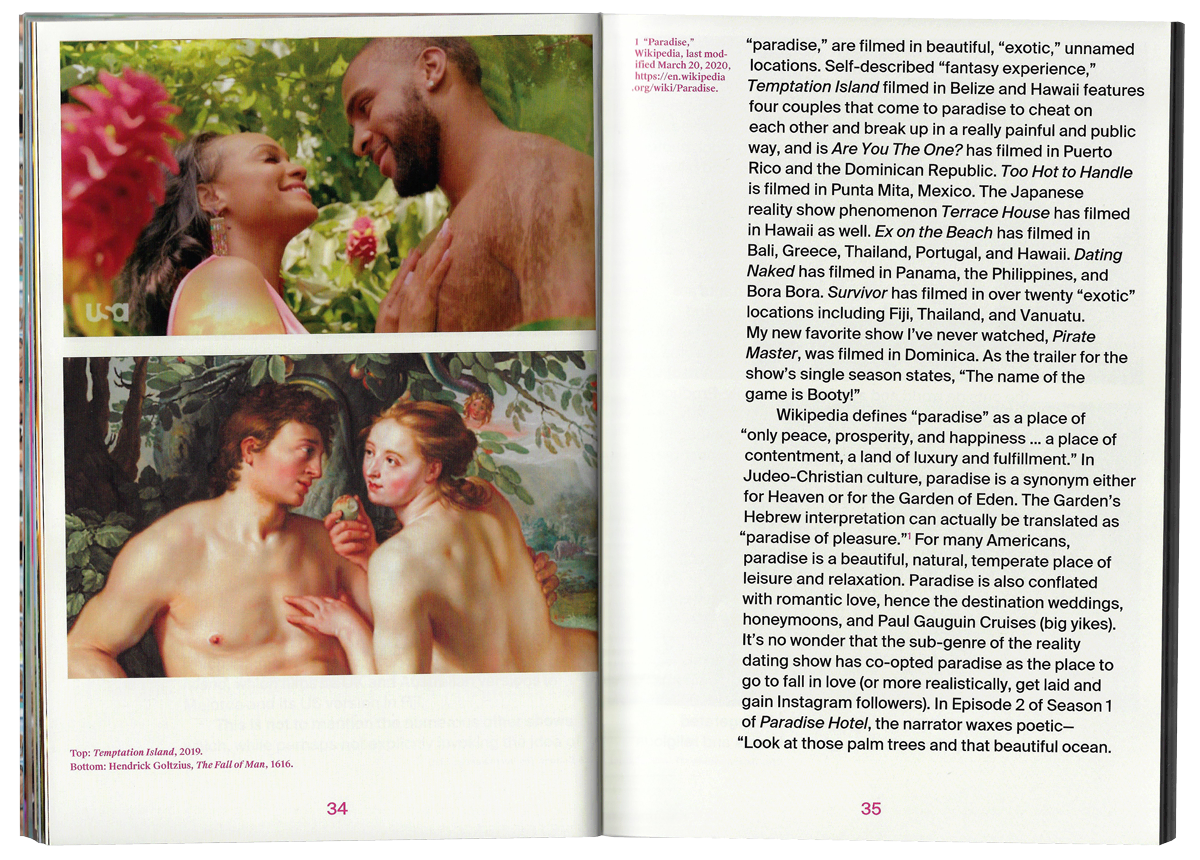 usa
Top: Temptation Island, 2019.
Bottom: Hendrick Goltzius, The Fall of Man, 1616.
34
1 “Paradise,”
Wikipedia, last mod-
ified March 20, 2020,
https://en.wikipedia
.org/wiki/Paradise.
“paradise,” are filmed in beautiful, “exotic,” unnamed
locations. Self-described “fantasy experience,”
Temptation Island filmed in Belize and Hawaii features
four couples that come to paradise to cheat on
each other and break up in a really painful and public
way, and is Are You The One? has filmed in Puerto
Rico and the Dominican Republic. Too Hot to Handle
is filmed in Punta Mita, Mexico. The Japanese
reality show phenomenon Terrace House has filmed
in Hawaii as well. Ex on the Beach has filmed in
Bali, Greece, Thailand, Portugal, and Hawaii. Dating
Naked has filmed in Panama, the Philippines, and
Bora Bora. Survivor has filmed in over twenty “exotic”
locations including Fiji, Thailand, and Vanuatu.
My new favorite show I’ve never watched, Pirate
Master, was filmed in Dominica. As the trailer for the
show’s single season states, “The name of the
game is Booty!”
Wikipedia defines “paradise” as a place of
“only peace, prosperity, and happiness ... a place of
contentment, a land of luxury and fulfillment.” In
Judeo-Christian culture, paradise is a synonym either
for Heaven or for the Garden of Eden. The Garden’s
Hebrew interpretation can actually be translated as
“paradise of pleasure.”1 For many Americans,
paradise is a beautiful, natural, temperate place of
leisure and relaxation. Paradise is also conflated
with romantic love, hence the destination weddings,
honeymoons, and Paul Gauguin Cruises (big yikes).
It’s no wonder that the sub-genre of the reality
dating show has co-opted paradise as the place to
go to fall in love (or more realistically, get laid and
gain Instagram followers). In Episode 2 of Season 1
of Paradise Hotel, the narrator waxes poetic—
“Look at those palm trees and that beautiful ocean.
35